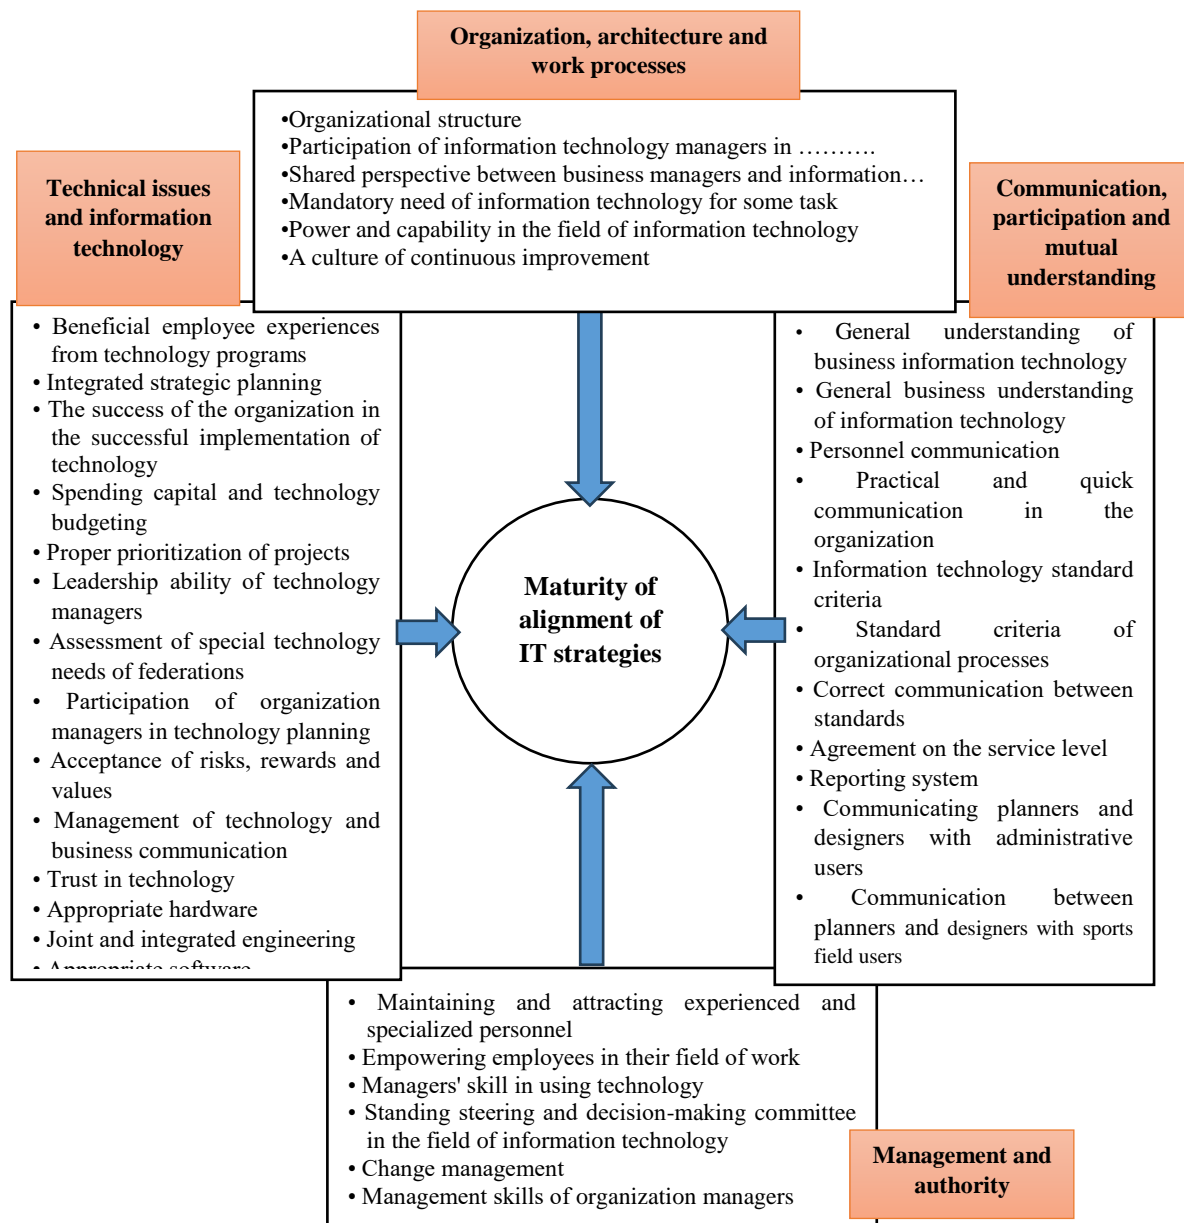 Organization, architecture and
work processes
•Organizational structure
•Participation of information technology managers in ……….
•Shared perspective between business managers and information…
•Mandatory need of information technology for some task
•Power and capability in the field of information technology
•A culture of continuous improvement
Technical issues
and information
technology
• Beneficial employee experiences
from technology programs
• Integrated strategic planning
• The success of the organization in
the successful implementation of
technology
• Spending capital and technology
budgeting
• Proper prioritization of projects
• Leadership ability of technology
managers
• Assessment of special technology
needs of federations
• Participation of organization
managers in technology planning
• Acceptance of risks, rewards and
values
• Management of technology and
business communication
• Trust in technology
• Appropriate hardware
• Joint and integrated engineering
• Appropriate software
Maturity of
alignment of
IT strategies
Communication,
participation and
mutual
understanding
• General understanding of
business information technology
• General business understanding
of information technology
• Personnel communication
• Practical and quick
communication in the
organization
• Information technology standard
criteria
• Standard criteria of
organizational processes
• Correct communication between
standards
• Agreement on the service level
• Reporting system
• Communicating planners and
designers with administrative
users
• Communication between
planners and designers with sports
field users
• Maintaining and attracting experienced and
specialized personnel
• Empowering employees in their field of work
• Managers' skill in using technology
• Standing steering and decision-making committee
in the field of information technology
• Change management
• Management skills of organization managers
Management and
authority